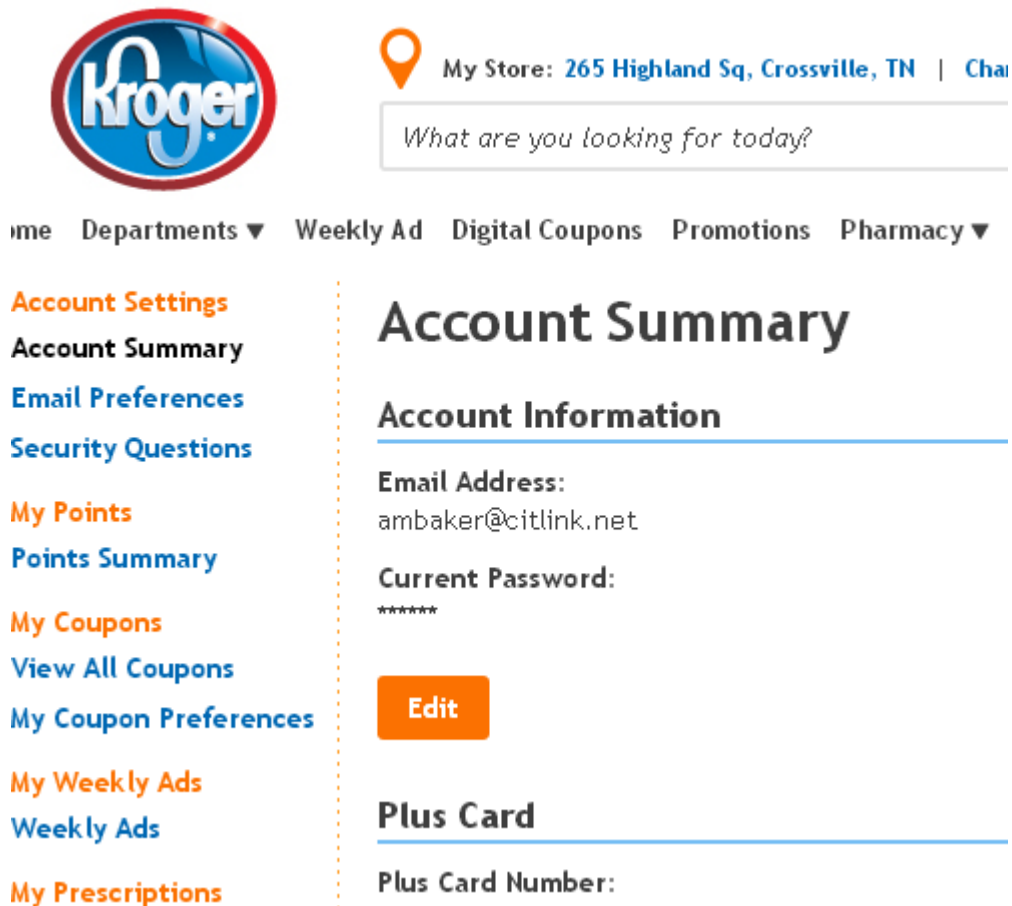 Kroger
My Store: 265 Highland Sq, Crossville, TN |
What are you looking for today?
Departments ▼ Weekly Ad Digital Coupons Promotions Pharmacy ▼
Account Settings
Account Summary
Email Preferences
Security Questions
My Points
Points Summary
My Coupons
View All Coupons
My Coupon Preferences
My Weekly Ads
Weekly Ads
My Prescriptions
Account Summary
Account Information
Email Address:
ambaker@citlink.net
Current Password:
******
Edit
Plus Card
Plus Card Number: